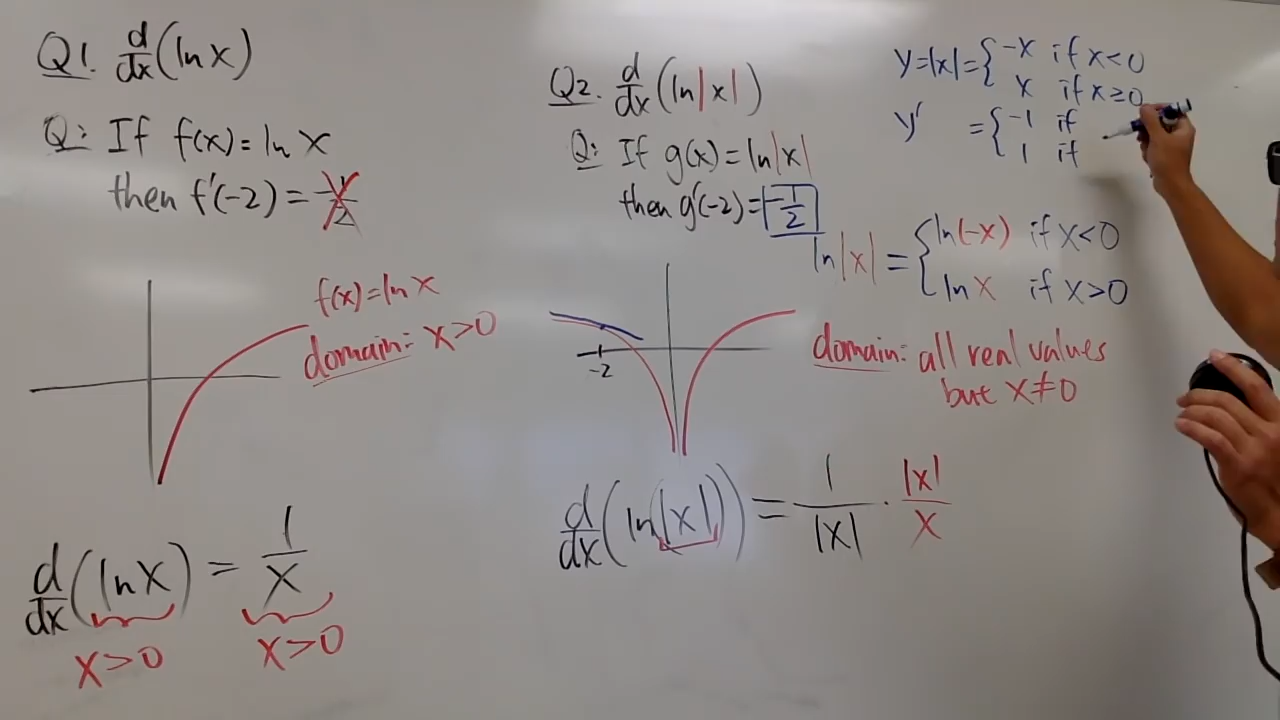 Q1. d/dx (ln x)
Q: If f(x) = ln x
then f'(-2) = -1/2
f(x) = ln x
domain: x>0
d/dx (ln x) = 1/x
x>0 x>0
Q2. d/dx (ln|x|)
Q: If g(x) = ln|x|
then g'(-2) = -1/2
-2
d/dx (ln|x|) = 1/|x| · |x|/x
y=|x|= { -x if x<0
x if x≥0
y' = { -1 if
1 if
ln|x| = { ln(-x) if x<0
ln x if x>0
domain: all real values
but x≠0